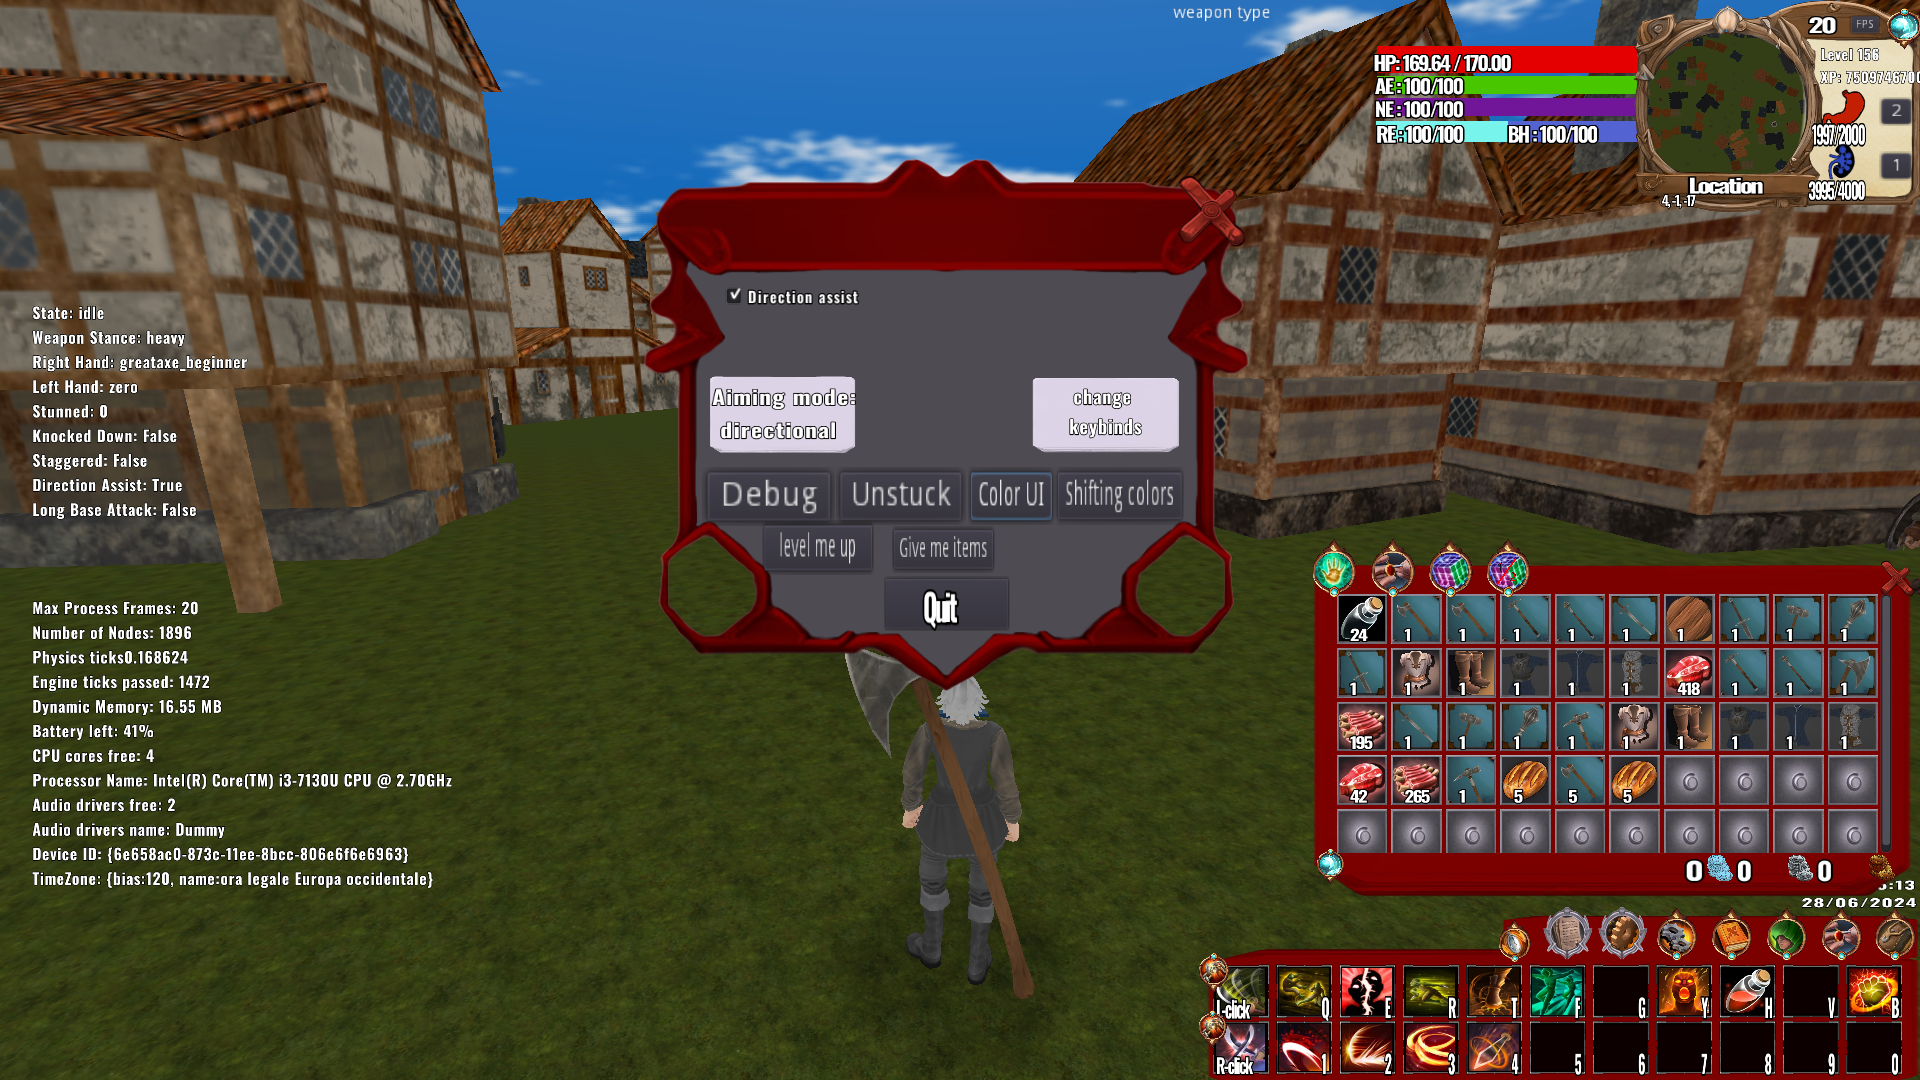 weapon type
20 FPS
Level 156
XP: 7509746700
HP: 169.64 / 170.00
AE: 100/100
NE: 100/100
RE: 100/100 BH: 100/100
2
1997/2000
1
3995/4000
Location
4, -1, -17
Direction assist
Aiming mode:
directional
change
keybinds
Debug Unstuck Color UI Shifting colors
level me up Give me items
Quit
State: idle
Weapon Stance: heavy
Right Hand: greataxe_beginner
Left Hand: zero
Stunned: 0
Knocked Down: False
Staggered: False
Direction Assist: True
Long Base Attack: False
Max Process Frames: 20
Number of Nodes: 1896
Physics ticks0.168624
Engine ticks passed: 1472
Dynamic Memory: 16.55 MB
Battery left: 41%
CPU cores free: 4
Processor Name: Intel(R) Core(TM) i3-7130U CPU @ 2.70GHz
Audio drivers free: 2
Audio drivers name: Dummy
Device ID: {6e658ac0-873c-11ee-8bcc-806e6f6e6963}
TimeZone: {bias:120, name:ora legale Europa occidentale}
24 1 1 1 1 1 1 1 1 1
1 1 1 1 1 1 418 1 1 1
195 1 1 1 1 1 1 1 1 1
42 265 1 5 5 5
0 0 0
:13
28/06/2024
L-click Q E R T F G Y H V B
R-click 1 2 3 4 5 6 7 8 9 0